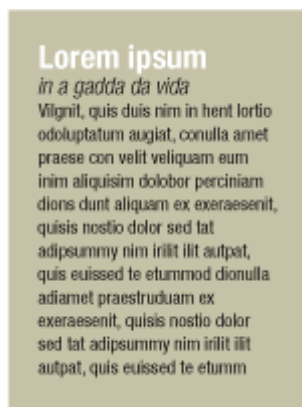 Lorem ipsum
in a gadda da vida
Vilgnit, quis duis nim in hent lortio
odoluptatum augiat, conulla amet
praese con velit veliquam eum
inim aliquisim dolobor perciniam
dions dunt aliquam ex exeraesenit,
quisis nostio dolor sed tat
adipsummy nim irilit ilit autpat,
quis euissed te etummod dionulla
adiamet praestruduam ex
exeraesenit, quisis nostio dolor
sed tat adipsummy nim irilit ilit
autpat, quis euissed te etumm